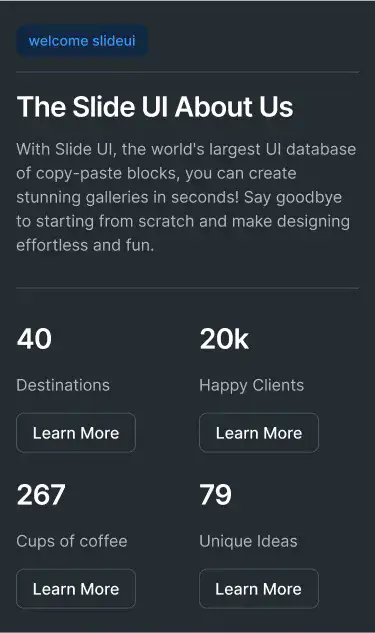 welcome slideui
The Slide UI About Us
With Slide UI, the world's largest UI database
of copy-paste blocks, you can create
stunning galleries in seconds! Say goodbye
to starting from scratch and make designing
effortless and fun.
40
20k
Destinations
Happy Clients
Learn More
Learn More
267
79
Cups of coffee
Unique Ideas
Learn More
Learn More